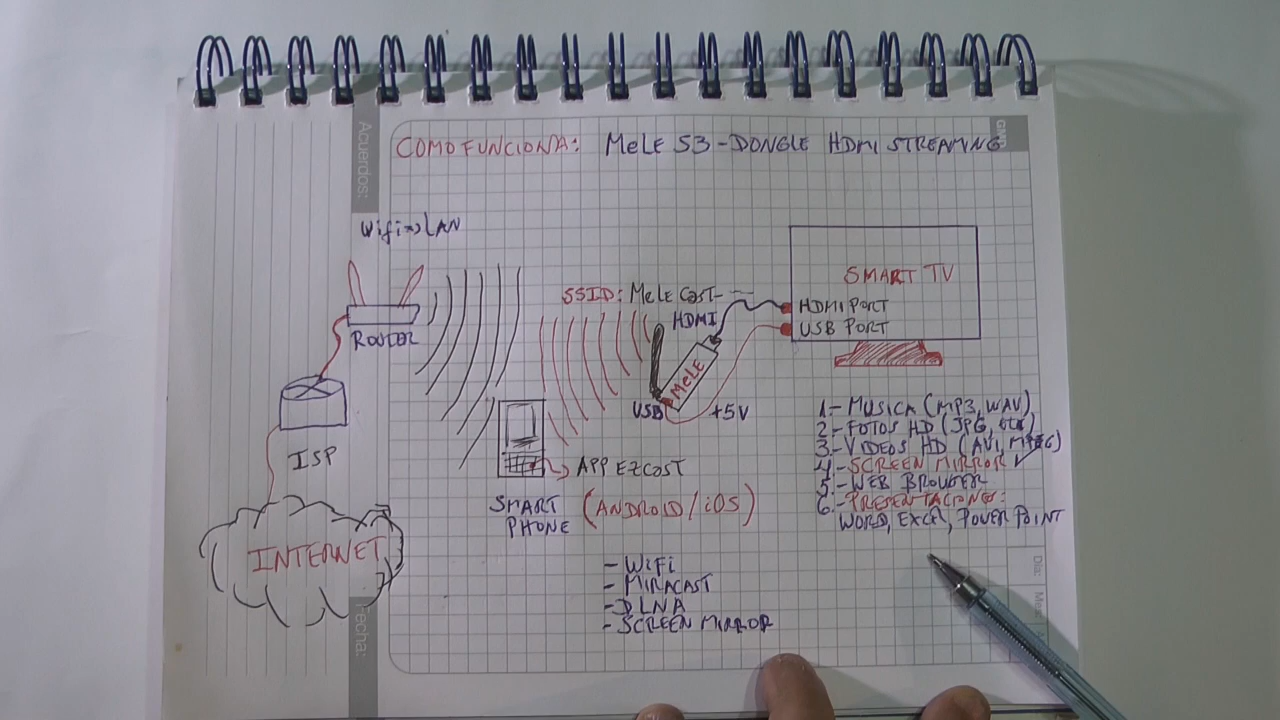 Acuerdos:
COMO FUNCIONA: MeLE S3 - DONGLE HDMI STREAMING
Wifi => LAN
ROUTER
ISP
INTERNET
SSID: MeLe Cast- ---
HDMI
MeLE
USB
+5V
SMART TV
HDMI PORT
USB PORT
APP EZCOST
SMART PHONE (ANDROID/iOS)
- WiFi
- MIRACAST
- DLNA
- SCREEN MIRROR
1.- MUSICA (MP3, WAV)
2.- FOTOS HD (JPG, etc)
3.- VIDEOS HD (AVI, MPEG)
4.- SCREEN MIRROR ✓
5.- WEB BROUSER
6.- PRESENTACIONES:
WORD, EXCEL, POWER POINT
Fecha:
Día: